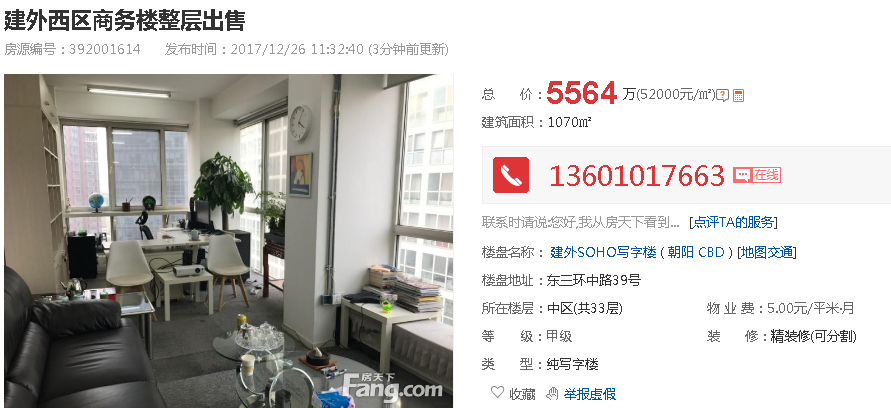 建外西区商务楼整层出售
房源编号：392001614 发布时间：2017/12/26 11:32:40 (3分钟前更新)
总 价：5564 万(52000元/㎡)
建筑面积：1070㎡
13601017663 在线
联系时请说:您好,我从房天下看到... [点评TA的服务]
楼盘名称： 建外SOHO写字楼 ( 朝阳 CBD ) [地图交通]
楼盘地址：东三环中路39号
所在楼层：中区(共33层) 物 业 费：5.00元/平米·月
等 级：甲级 装 修：精装修(可分割)
类 型：纯写字楼
收藏 举报虚假
房天下
Fang.com